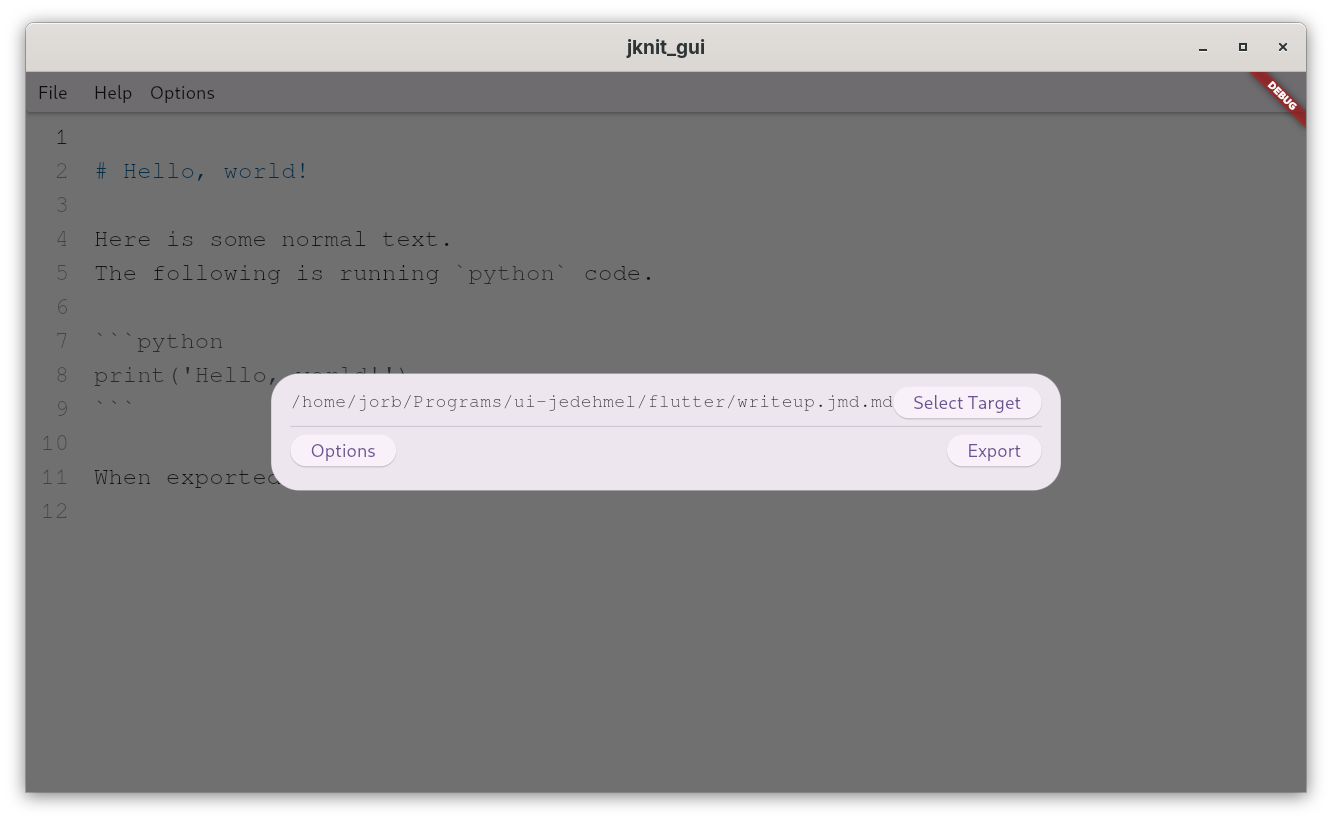 jknit_gui
File Help Options
DEBUG
1
2 # Hello, world!
3
4 Here is some normal text.
5 The following is running `python` code.
6
7 ```python
8 print('Hello, world!')
9 ```
10
11 When exported
12
/home/jorb/Programs/ui-jedehmel/flutter/writeup.jmd.md Select Target
Options Export